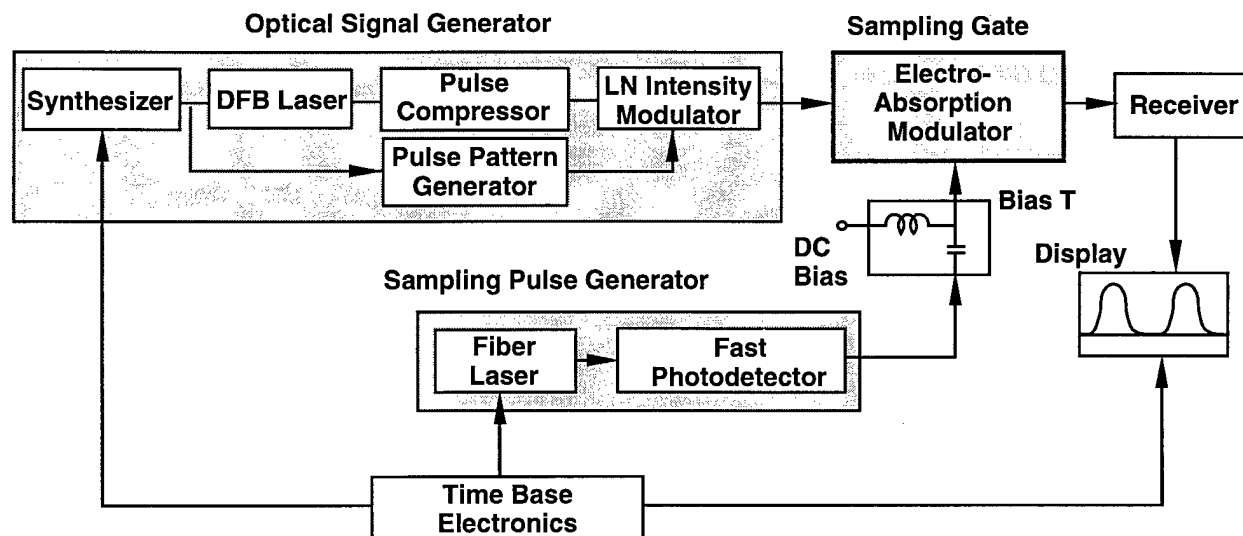 Optical Signal Generator
Sampling Gate
Synthesizer
DFB Laser
Pulse
Compressor
LN Intensity
Modulator
Pulse Pattern
Generator
Electro-
Absorption
Modulator
Receiver
Bias T
DC
Bias
Display
Sampling Pulse Generator
Fiber
Laser
Fast
Photodetector
Time Base
Electronics